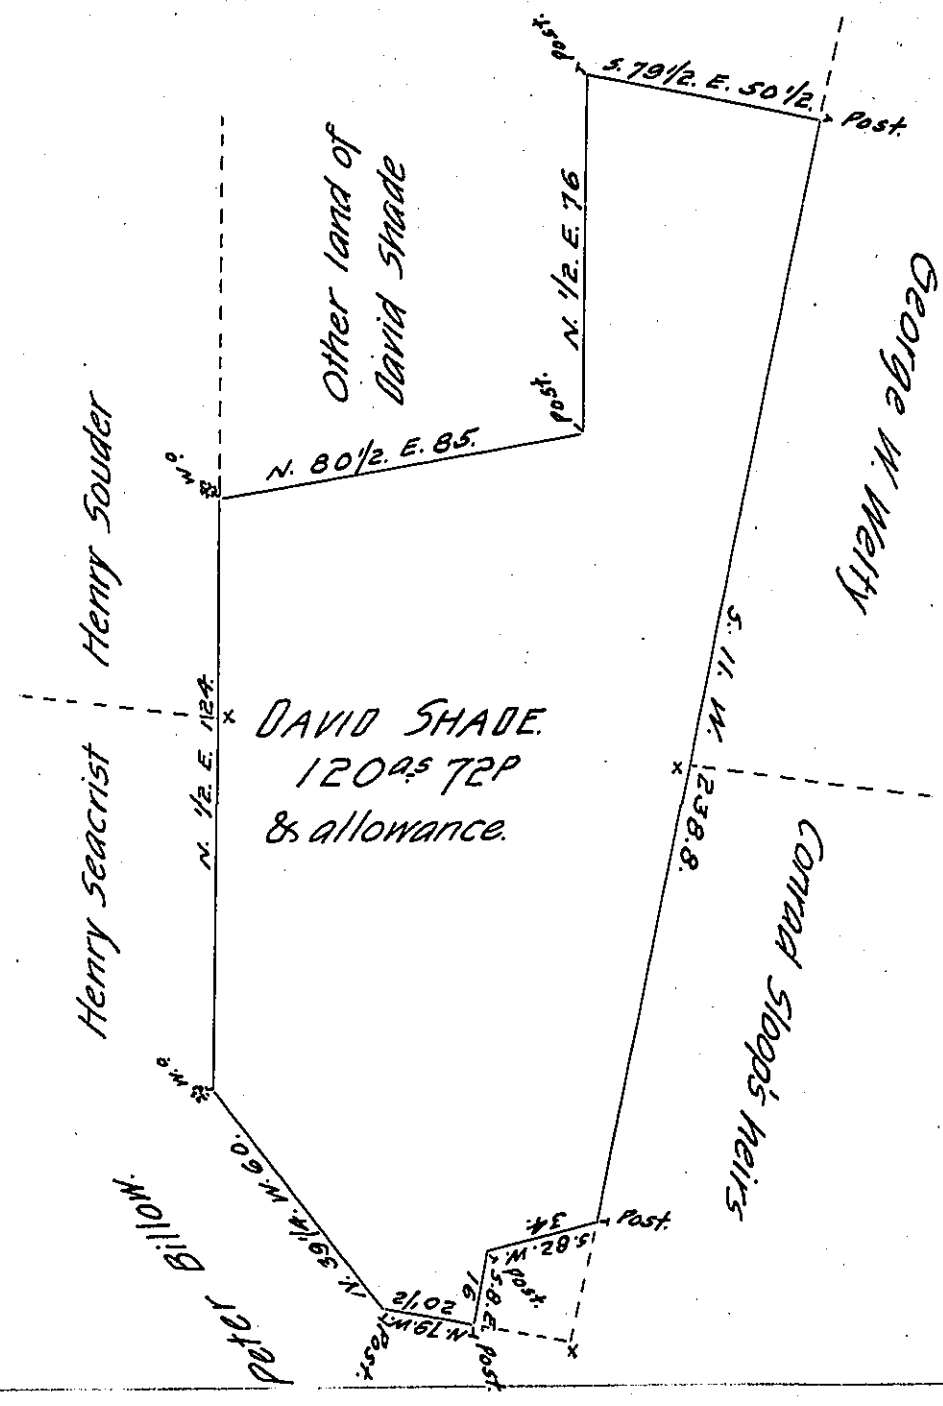 post.
S. 79 1/2. E. 50 1/2.
Post.
Other land of
David Shade
N. 1/2. E. 76
post.
George W. Welty
N. 80 1/2. E. 85.
W.O.
Henry Souder
S. 11. W. 238.8.
x
DAVID SHADE.
120as 72P
& allowance.
N. 1/2. E. 124.
x
Henry Seacrist
Conrad Sloop's heirs
W.O.
N. 39 1/4. W. 60.
Peter Billow.
Post.
S. 82. W.
34.
post.
S. 8. E.
16
N. 79. W.
20 1/2
Post.
post.
x